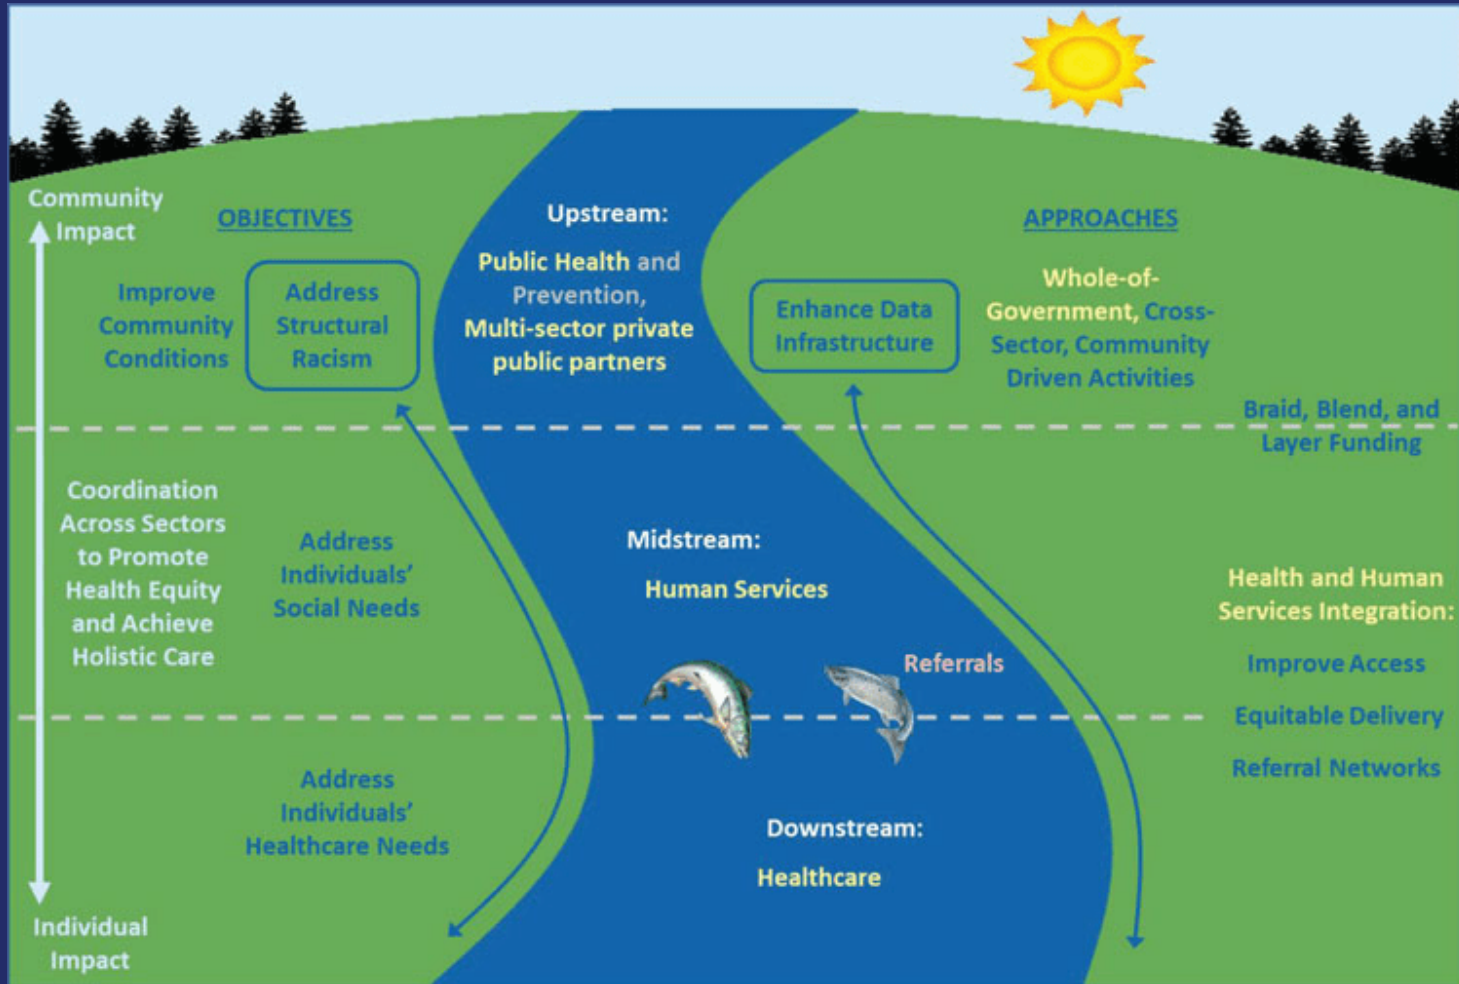 Community
Impact
OBJECTIVES
Improve
Community
Conditions
Address
Structural
Racism
Upstream:
Public Health and
Prevention,
Multi-sector private
public partners
APPROACHES
Enhance Data
Infrastructure
Whole-of-
Government, Cross-
Sector, Community
Driven Activities
Braid, Blend, and
Layer Funding
Coordination
Across Sectors
to Promote
Health Equity
and Achieve
Holistic Care
Address
Individuals’
Social Needs
Midstream:
Human Services
Referrals
Health and Human
Services Integration:
Improve Access
Equitable Delivery
Referral Networks
Address
Individuals’
Healthcare Needs
Downstream:
Healthcare
Individual
Impact